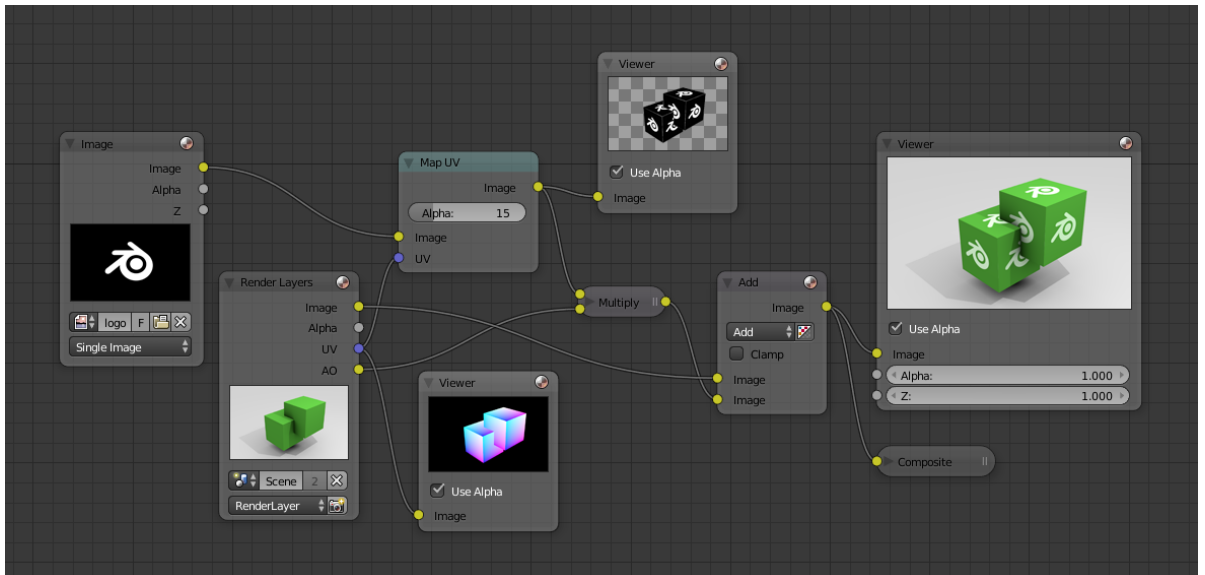 Image
Image
Alpha
Z
logo F
Single Image
Render Layers
Image
Alpha
UV
AO
Scene 2
RenderLayer
Map UV
Image
Alpha: 15
Image
UV
Viewer
Use Alpha
Image
Viewer
Use Alpha
Image
Multiply
Add
Image
Add
Clamp
Image
Image
Viewer
Use Alpha
Image
Alpha: 1.000
Z: 1.000
Composite